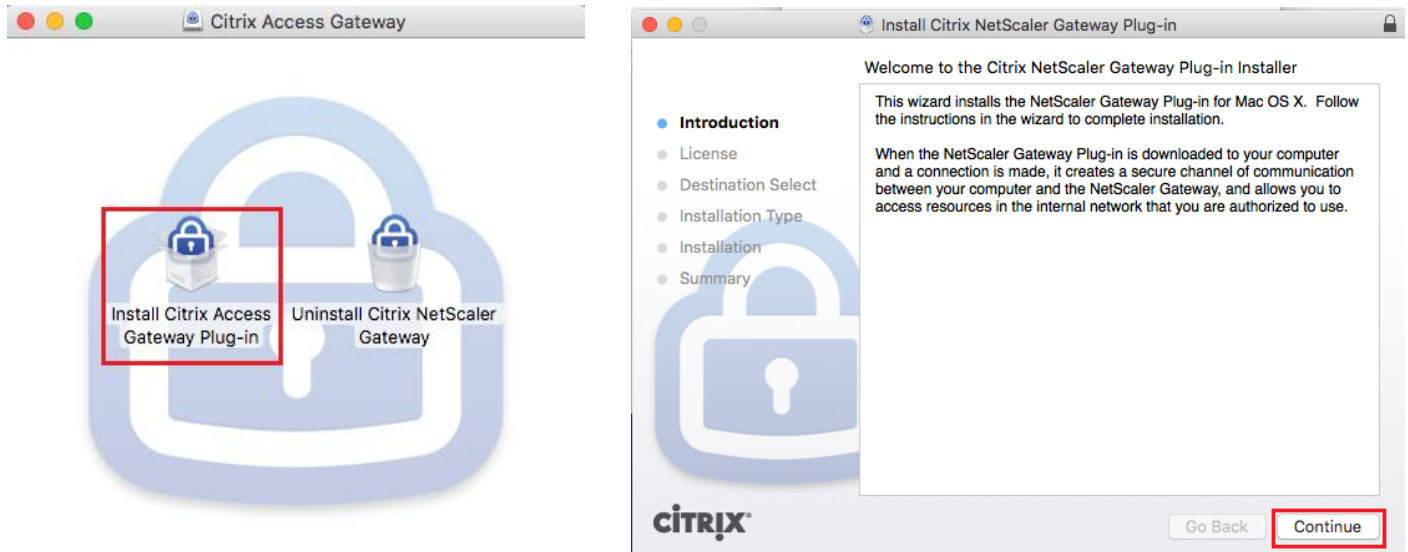 Citrix Access Gateway
Install Citrix Access
Gateway Plug-in
Uninstall Citrix NetScaler
Gateway
Install Citrix NetScaler Gateway Plug-in
Welcome to the Citrix NetScaler Gateway Plug-in Installer
Introduction
License
Destination Select
Installation Type
Installation
Summary
This wizard installs the NetScaler Gateway Plug-in for Mac OS X. Follow
the instructions in the wizard to complete installation.
When the NetScaler Gateway Plug-in is downloaded to your computer
and a connection is made, it creates a secure channel of communication
between your computer and the NetScaler Gateway, and allows you to
access resources in the internal network that you are authorized to use.
CİTRIX
Go Back
Continue